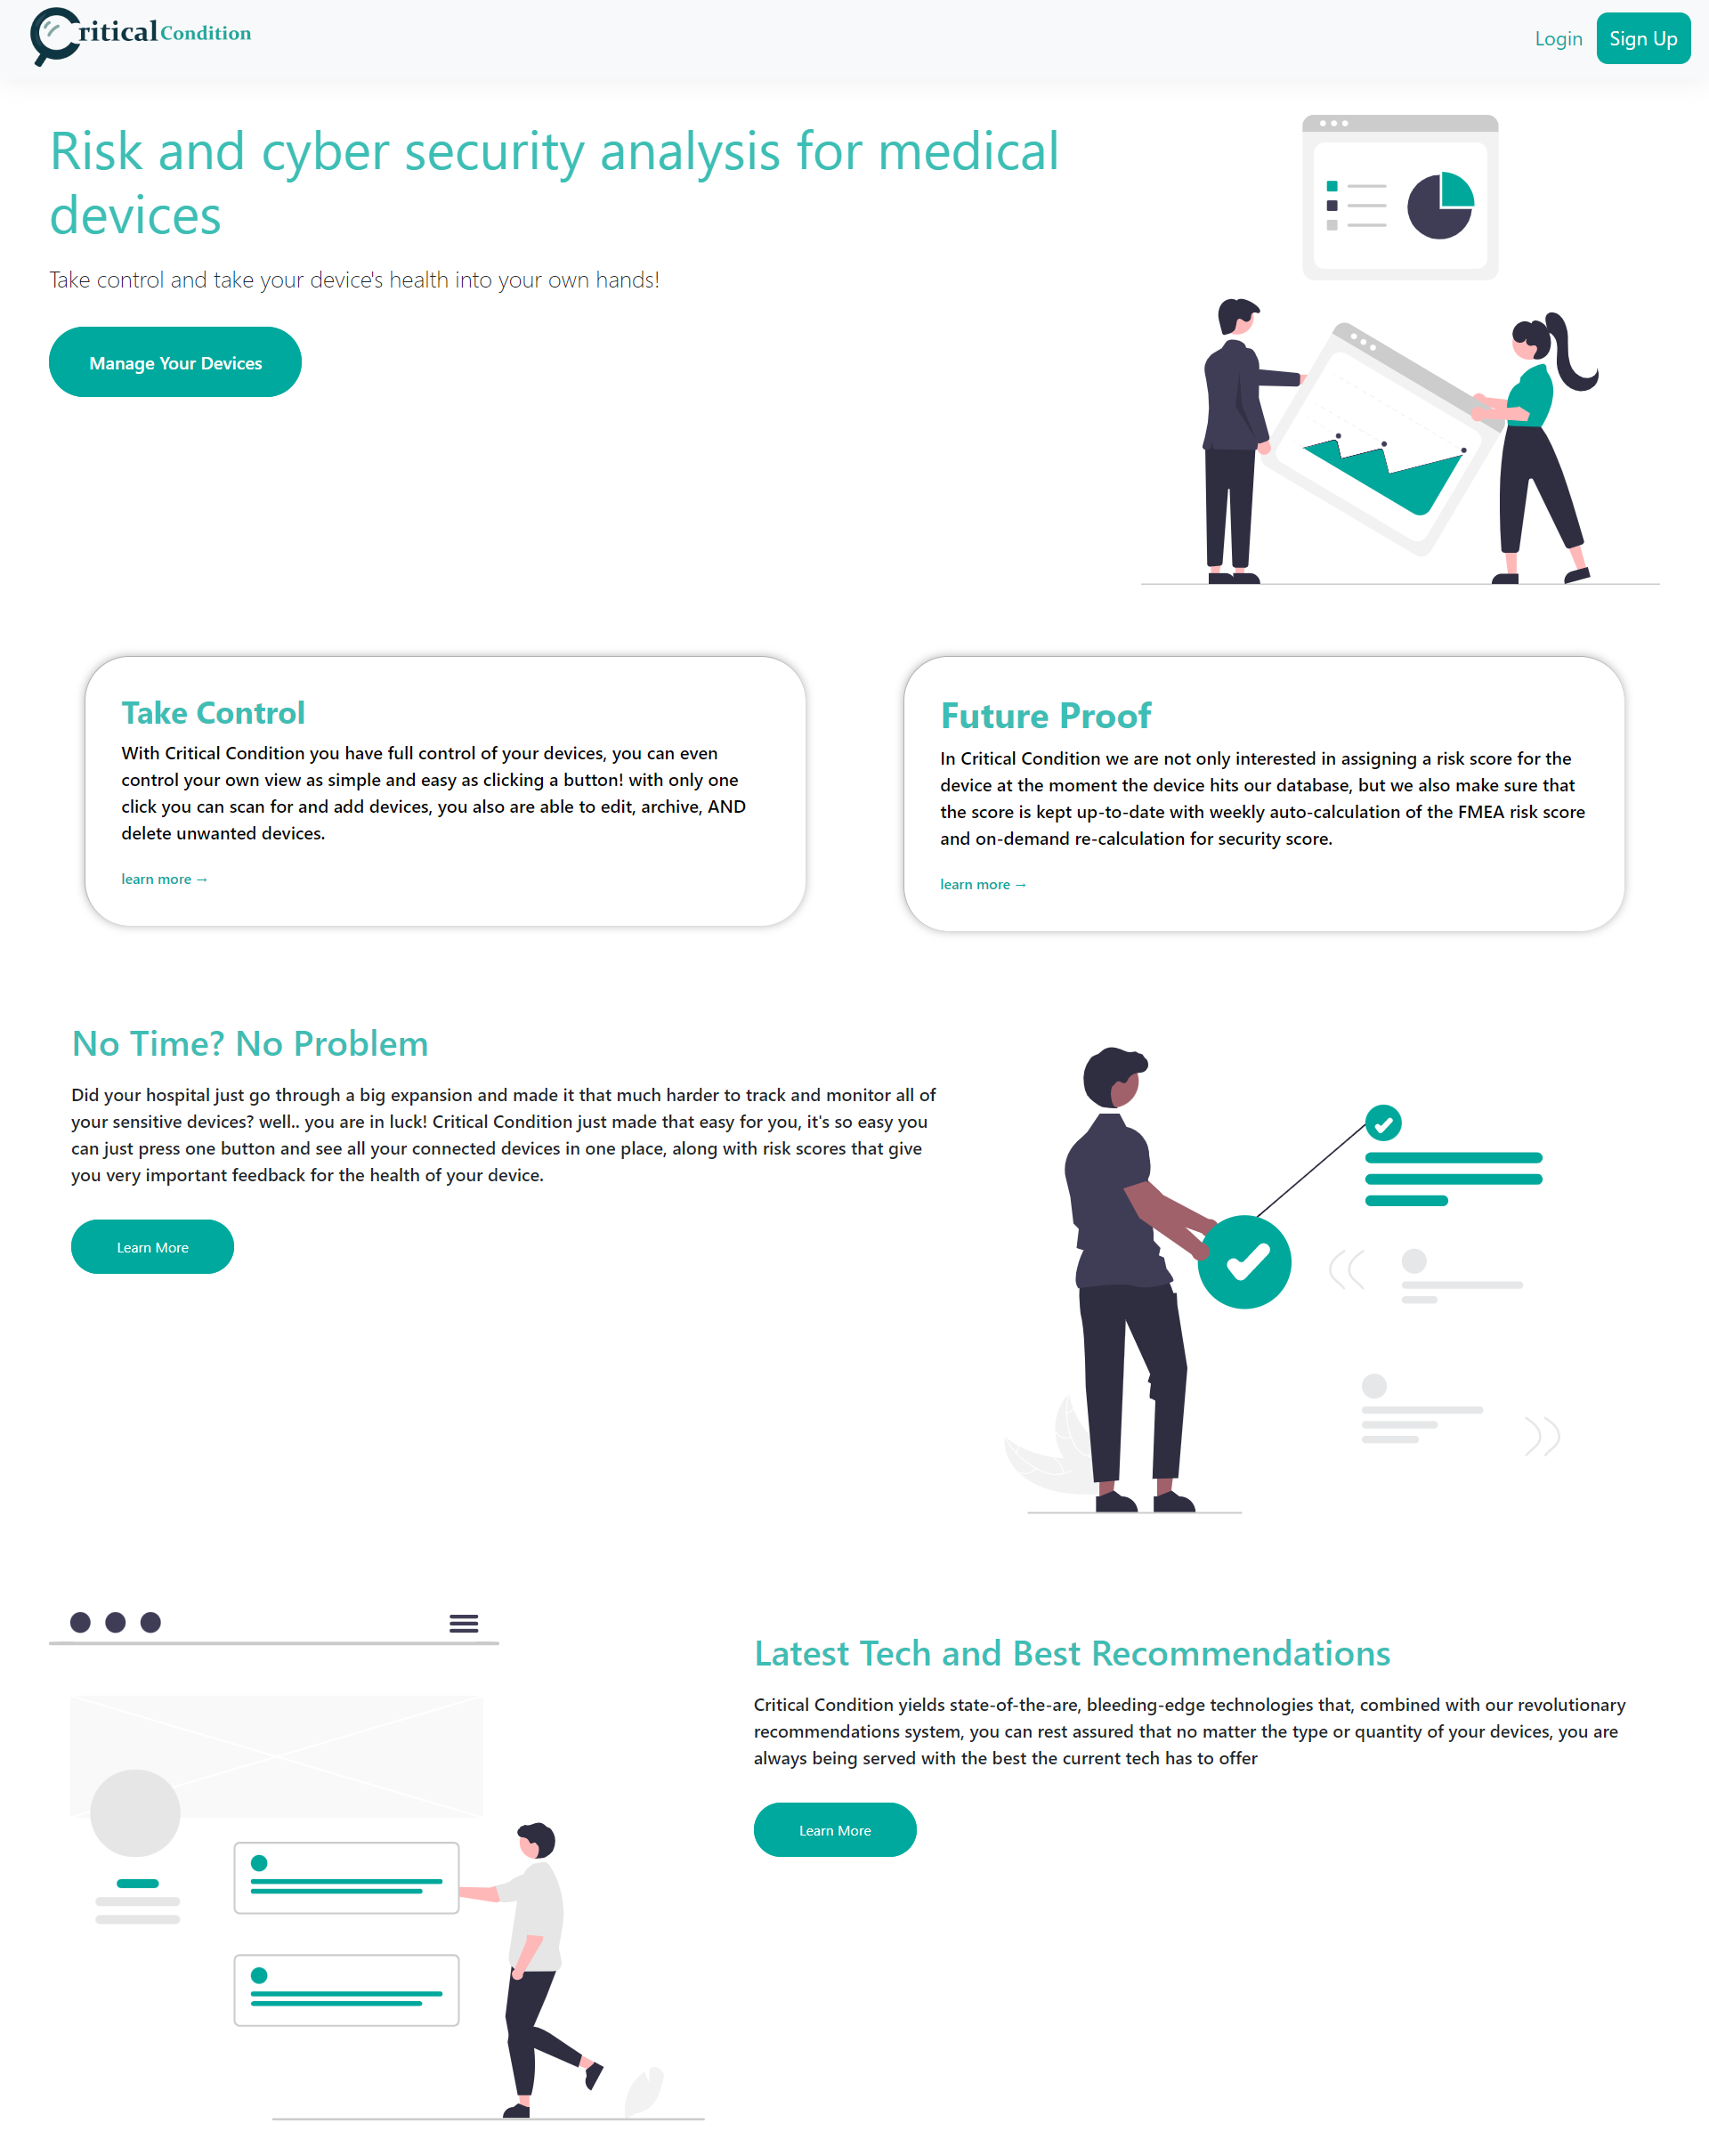 Critical Condition
Login
Sign Up
Risk and cyber security analysis for medical
devices
Take control and take your device's health into your own hands!
Manage Your Devices
Take Control
With Critical Condition you have full control of your devices, you can even
control your own view as simple and easy as clicking a button! with only one
click you can scan for and add devices, you also are able to edit, archive, AND
delete unwanted devices.
learn more →
Future Proof
In Critical Condition we are not only interested in assigning a risk score for the
device at the moment the device hits our database, but we also make sure that
the score is kept up-to-date with weekly auto-calculation of the FMEA risk score
and on-demand re-calculation for security score.
learn more →
No Time? No Problem
Did your hospital just go through a big expansion and made it that much harder to track and monitor all of
your sensitive devices? well.. you are in luck! Critical Condition just made that easy for you, it's so easy you
can just press one button and see all your connected devices in one place, along with risk scores that give
you very important feedback for the health of your device.
Learn More
Latest Tech and Best Recommendations
Critical Condition yields state-of-the-are, bleeding-edge technologies that, combined with our revolutionary
recommendations system, you can rest assured that no matter the type or quantity of your devices, you are
always being served with the best the current tech has to offer
Learn More